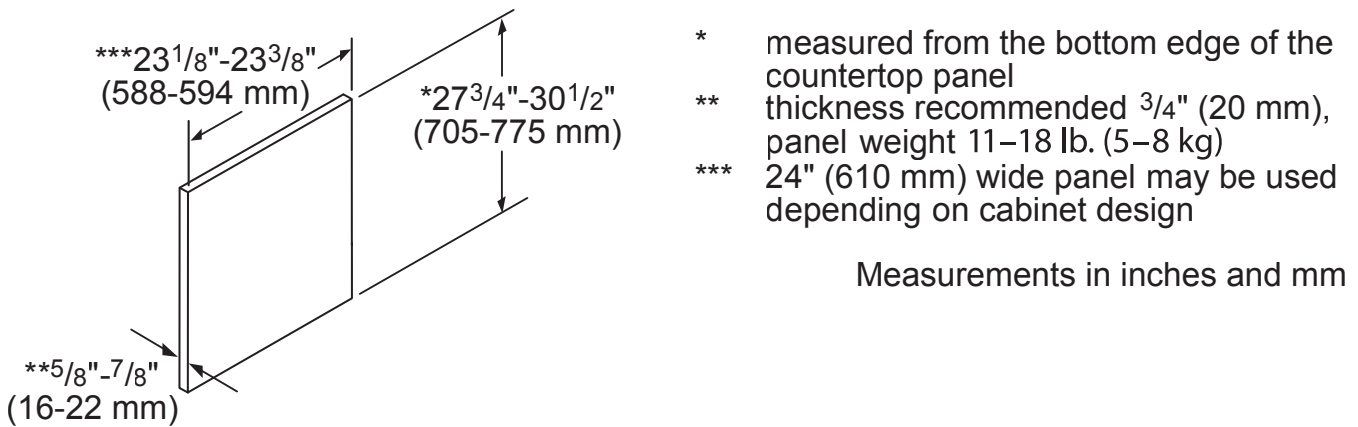 ***23 1/8"-23 3/8"
(588-594 mm)
*27 3/4"-30 1/2"
(705-775 mm)
**5/8"-7/8"
(16-22 mm)
* measured from the bottom edge of the
countertop panel
** thickness recommended 3/4" (20 mm),
panel weight 11–18 lb. (5–8 kg)
*** 24" (610 mm) wide panel may be used
depending on cabinet design
Measurements in inches and mm